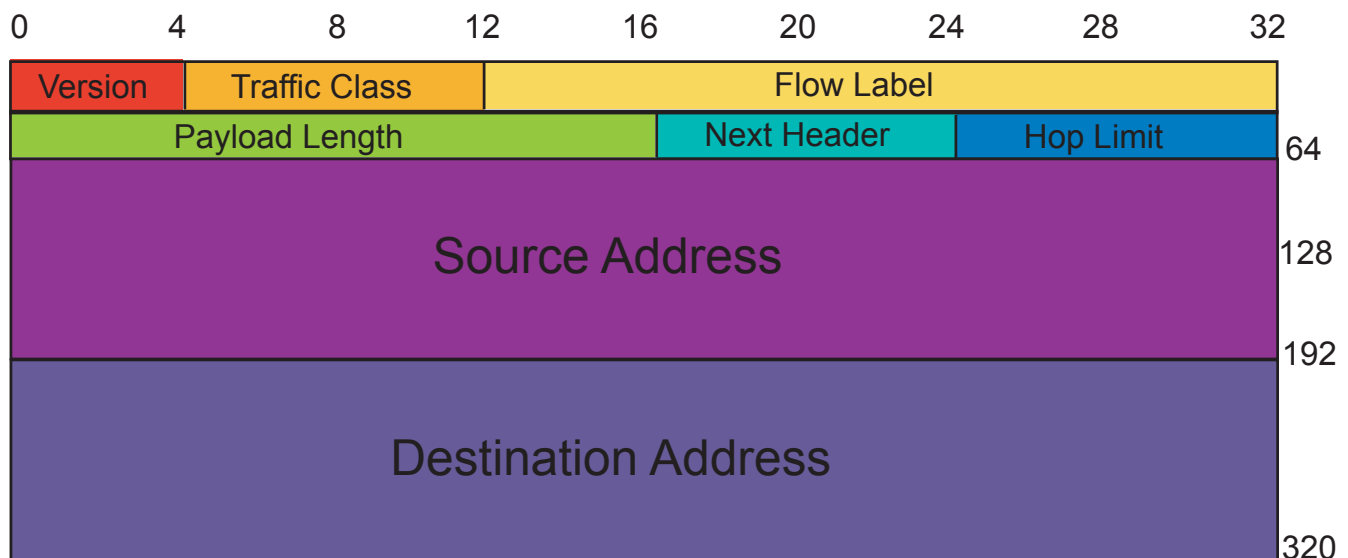 0 4 8 12 16 20 24 28 32
Version Traffic Class Flow Label
Payload Length Next Header Hop Limit 64
Source Address 128
192
Destination Address
320